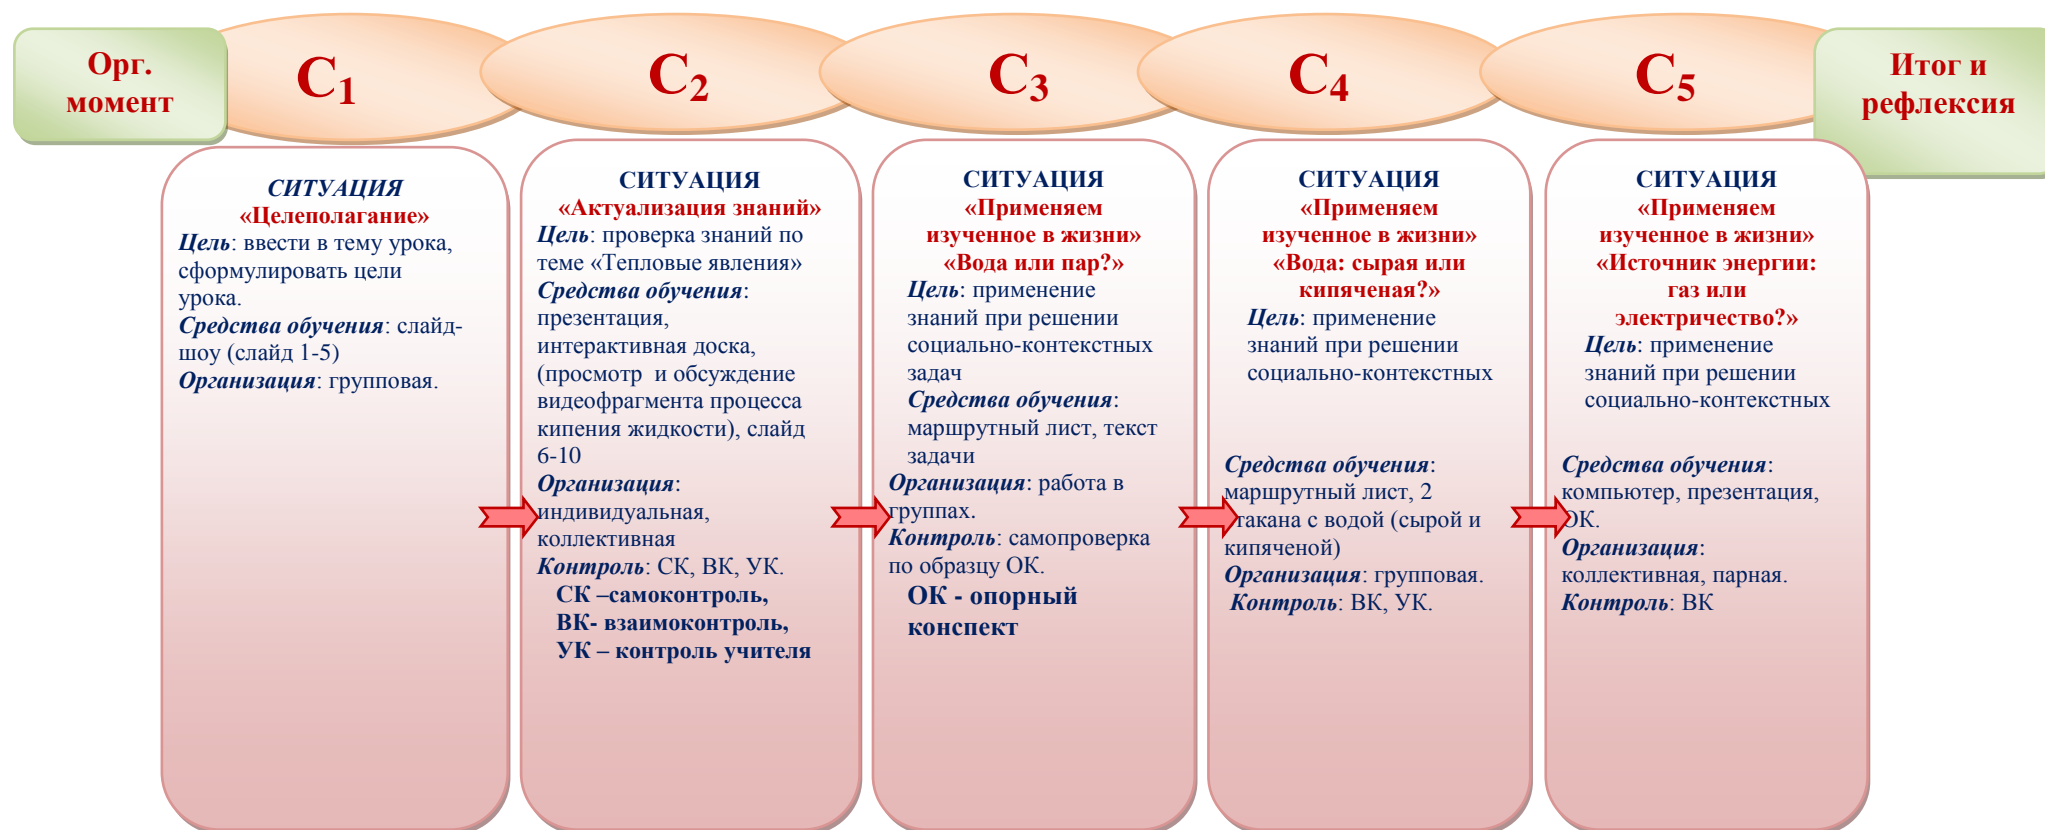 Орг.
момент
С1
С2
С3
С4
С5
Итог и
рефлексия
СИТУАЦИЯ
«Целеполагание»
Цель: ввести в тему урока,
сформулировать цели
урока.
Средства обучения: слайд-
шоу (слайд 1-5)
Организация: групповая.
СИТУАЦИЯ
«Актуализация знаний»
Цель: проверка знаний по
теме «Тепловые явления»
Средства обучения:
презентация,
интерактивная доска,
(просмотр и обсуждение
видеофрагмента процесса
кипения жидкости), слайд
6-10
Организация:
индивидуальная,
коллективная
Контроль: СК, ВК, УК.
СК –самоконтроль,
ВК- взаимоконтроль,
УК – контроль учителя
СИТУАЦИЯ
«Применяем
изученное в жизни»
«Вода или пар?»
Цель: применение
знаний при решении
социально-контекстных
задач
Средства обучения:
маршрутный лист, текст
задачи
Организация: работа в
группах.
Контроль: самопроверка
по образцу ОК.
ОК - опорный
конспект
СИТУАЦИЯ
«Применяем
изученное в жизни»
«Вода: сырая или
кипяченая?»
Цель: применение
знаний при решении
социально-контекстных
Средства обучения:
маршрутный лист, 2
стакана с водой (сырой и
кипяченой)
Организация: групповая.
Контроль: ВК, УК.
СИТУАЦИЯ
«Применяем
изученное в жизни»
«Источник энергии:
газ или
электричество?»
Цель: применение
знаний при решении
социально-контекстных
Средства обучения:
компьютер, презентация,
ОК.
Организация:
коллективная, парная.
Контроль: ВК